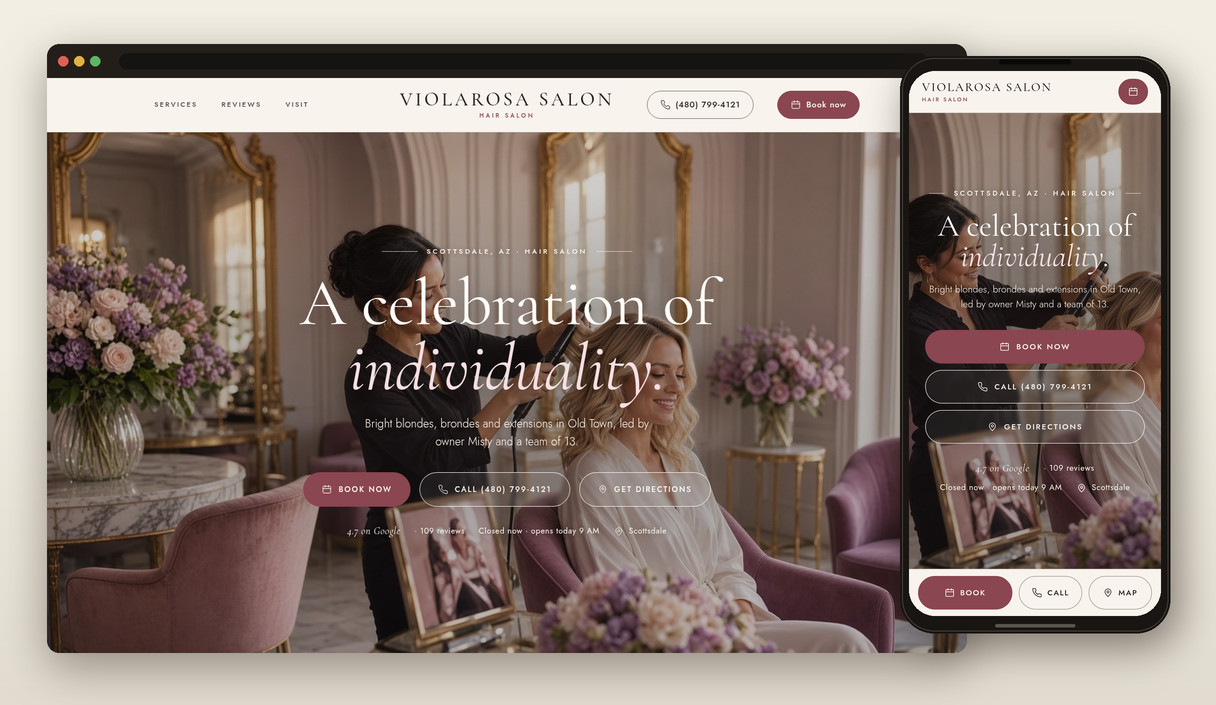 SERVICES REVIEWS VISIT
VIOLAROSA SALON
HAIR SALON
(480) 799-4121
Book now
SCOTTSDALE, AZ · HAIR SALON
A celebration of
individuality.
Bright blondes, brondes and extensions in Old Town, led by
owner Misty and a team of 13.
BOOK NOW
CALL (480) 799-4121
GET DIRECTIONS
4.7 on Google · 109 reviews Closed now · opens today 9 AM Scottsdale
VIOLAROSA SALON
HAIR SALON
SCOTTSDALE, AZ · HAIR SALON
A celebration of
individuality.
Bright blondes, brondes and extensions in Old Town,
led by owner Misty and a team of 13.
BOOK NOW
CALL (480) 799-4121
GET DIRECTIONS
4.7 on Google · 109 reviews
Closed now · opens today 9 AM Scottsdale
BOOK CALL MAP